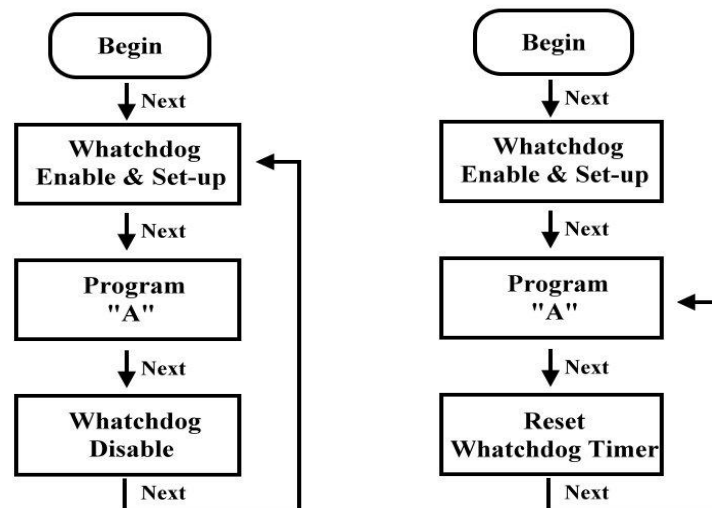 Begin
Next
Whatchdog
Enable & Set-up
Next
Program
"A"
Next
Whatchdog
Disable
Next
Begin
Next
Whatchdog
Enable & Set-up
Next
Program
"A"
Next
Reset
Whatchdog Timer
Next